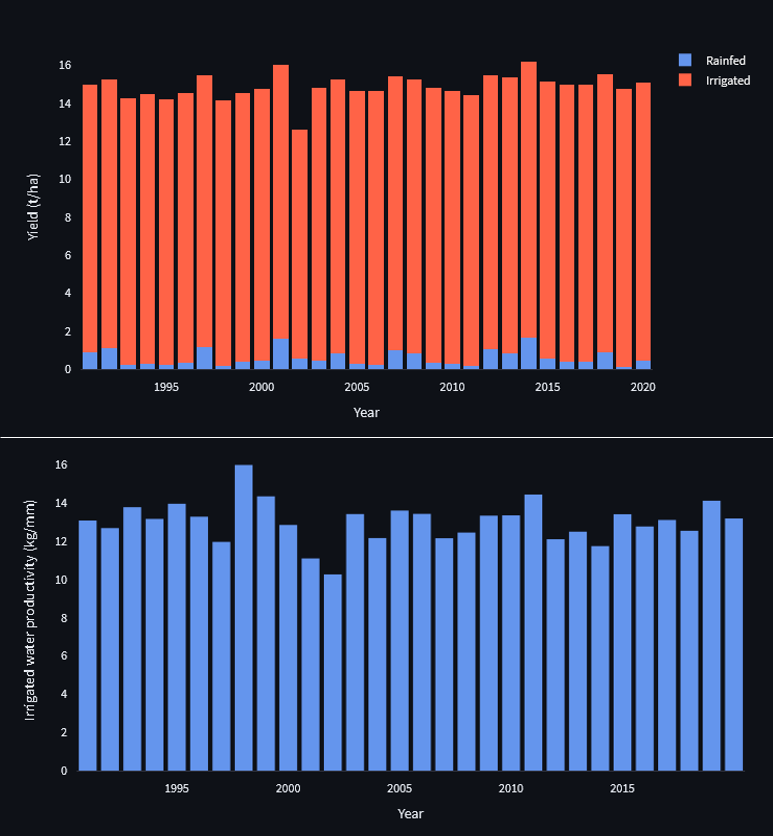 Rainfed
Irrigated
16
14
12
10
8
6
4
2
0
Yield (t/ha)
1995 2000 2005 2010 2015 2020
Year
16
14
12
10
8
6
4
2
0
Irrigated water productivity (kg/mm)
1995 2000 2005 2010 2015
Year